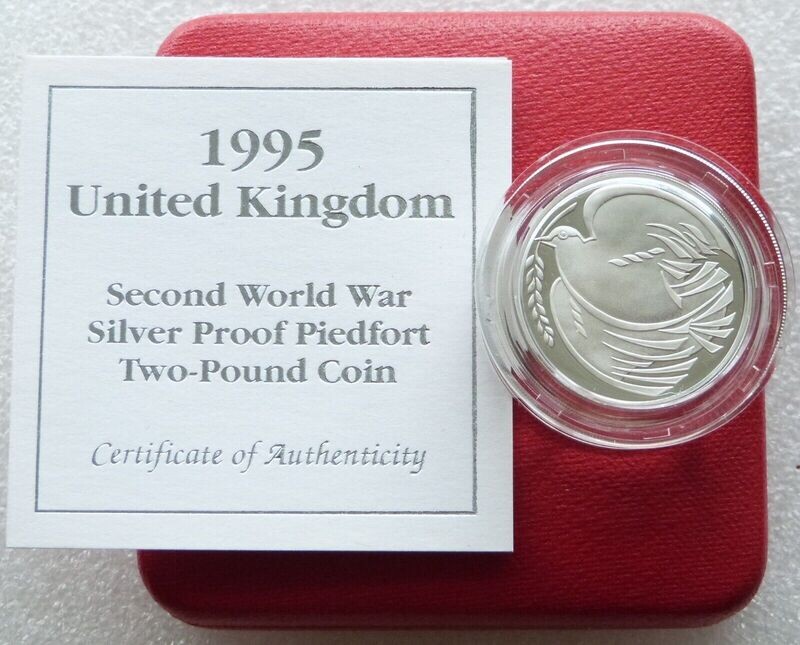 1995
United Kingdom
Second World War
Silver Proof Piedfort
Two-Pound Coin
Certificate of Authenticity